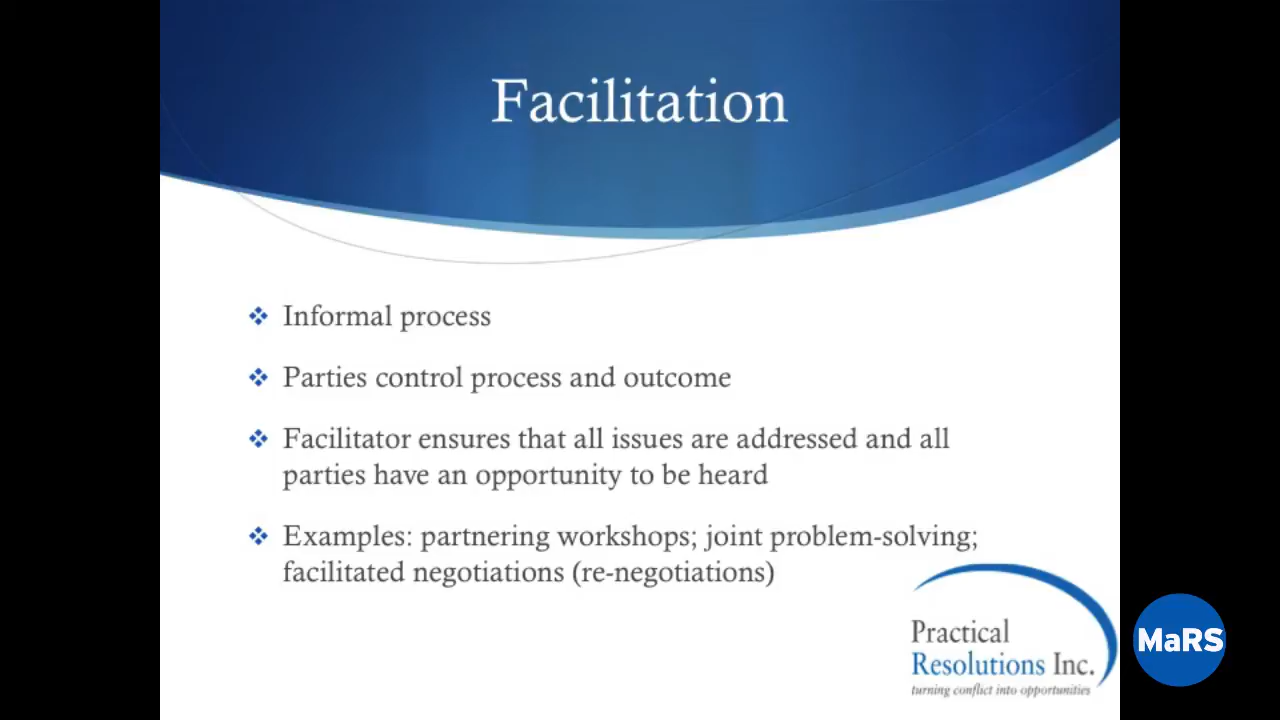 Facilitation
Informal process
Parties control process and outcome
Facilitator ensures that all issues are addressed and all
parties have an opportunity to be heard
Examples: partnering workshops; joint problem-solving;
facilitated negotiations (re-negotiations)
Practical
Resolutions Inc.
turning conflict into opportunities
MaRS